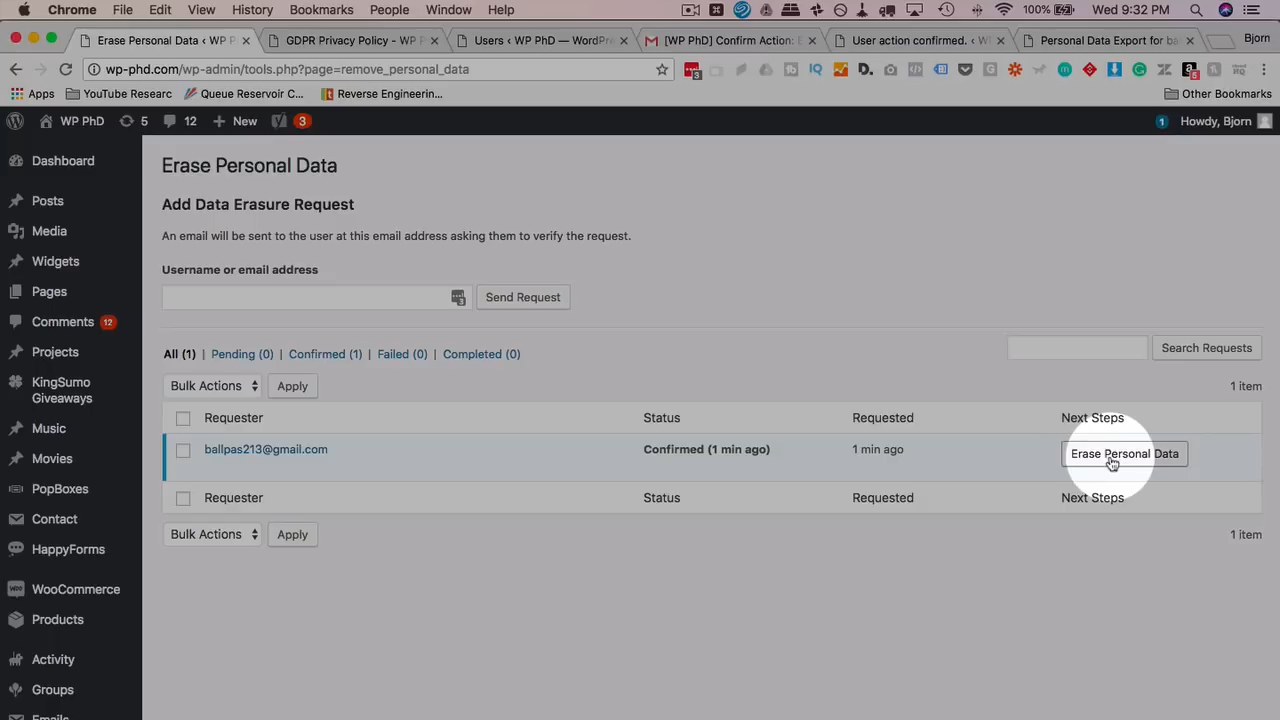 Chrome File Edit View History Bookmarks People Window Help 100% Wed 9:32 PM
Erase Personal Data ‹ WP P GDPR Privacy Policy - WP P Users ‹ WP PhD — WordPre [WP PhD] Confirm Action: E User action confirmed. ‹ WP Personal Data Export for ba Bjorn
wp-phd.com/wp-admin/tools.php?page=remove_personal_data
Apps YouTube Researc Queue Reservoir C... Reverse Engineerin... Other Bookmarks
WP PhD 5 12 New 3 1 Howdy, Bjorn
Dashboard
Posts
Media
Widgets
Pages
Comments 12
Projects
KingSumo
Giveaways
Music
Movies
PopBoxes
Contact
HappyForms
WooCommerce
Products
Activity
Groups
Emails
Erase Personal Data
Add Data Erasure Request
An email will be sent to the user at this email address asking them to verify the request.
Username or email address
Send Request
All (1) | Pending (0) | Confirmed (1) | Failed (0) | Completed (0)
Search Requests
Bulk Actions Apply 1 item
Requester Status Requested Next Steps
ballpas213@gmail.com Confirmed (1 min ago) 1 min ago Erase Personal Data
Requester Status Requested Next Steps
Bulk Actions Apply 1 item